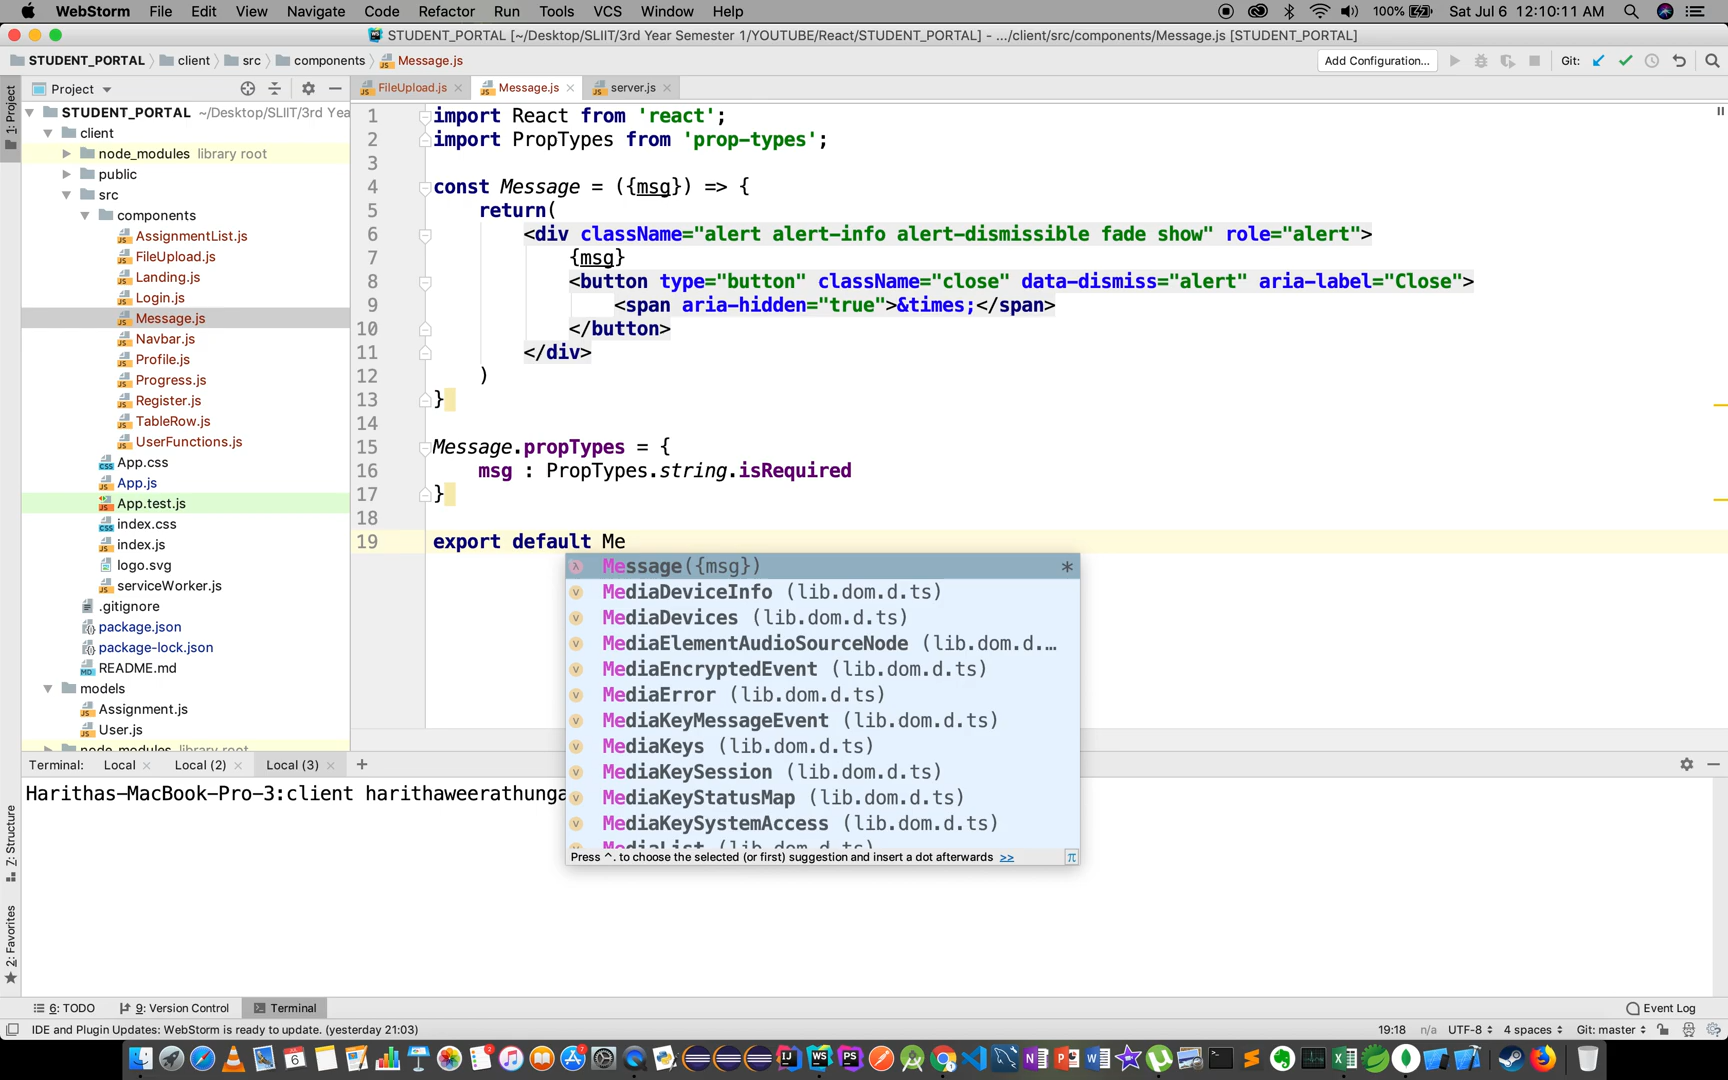 WebStorm File Edit View Navigate Code Refactor Run Tools VCS Window Help 100% Sat Jul 6 12:10:11 AM
STUDENT_PORTAL [~/Desktop/SLIIT/3rd Year Semester 1/YOUTUBE/React/STUDENT_PORTAL] - .../client/src/components/Message.js [STUDENT_PORTAL]
STUDENT_PORTAL client src components Message.js Add Configuration... Git:
Project FileUpload.js Message.js server.js
1: Project
STUDENT_PORTAL ~/Desktop/SLIIT/3rd Yea
client
node_modules library root
public
src
components
AssignmentList.js
FileUpload.js
Landing.js
Login.js
Message.js
Navbar.js
Profile.js
Progress.js
Register.js
TableRow.js
UserFunctions.js
App.css
App.js
App.test.js
index.css
index.js
logo.svg
serviceWorker.js
.gitignore
package.json
package-lock.json
README.md
models
Assignment.js
User.js
node_modules library root
1 import React from 'react';
2 import PropTypes from 'prop-types';
3
4 const Message = ({msg}) => {
5 return(
6 <div className="alert alert-info alert-dismissible fade show" role="alert">
7 {msg}
8 <button type="button" className="close" data-dismiss="alert" aria-label="Close">
9 <span aria-hidden="true">&times;</span>
10 </button>
11 </div>
12 )
13 }
14
15 Message.propTypes = {
16 msg : PropTypes.string.isRequired
17 }
18
19 export default Me
Message({msg})
MediaDeviceInfo (lib.dom.d.ts)
MediaDevices (lib.dom.d.ts)
MediaElementAudioSourceNode (lib.dom.d.…
MediaEncryptedEvent (lib.dom.d.ts)
MediaError (lib.dom.d.ts)
MediaKeyMessageEvent (lib.dom.d.ts)
MediaKeys (lib.dom.d.ts)
MediaKeySession (lib.dom.d.ts)
MediaKeyStatusMap (lib.dom.d.ts)
MediaKeySystemAccess (lib.dom.d.ts)
MediaList (lib.dom.d.ts)
Press ^. to choose the selected (or first) suggestion and insert a dot afterwards >> π
Terminal: Local Local (2) Local (3) +
Harithas-MacBook-Pro-3:client harithaweerathunga
Z: Structure
2: Favorites
6: TODO 9: Version Control Terminal Event Log
IDE and Plugin Updates: WebStorm is ready to update. (yesterday 21:03) 19:18 n/a UTF-8 4 spaces Git: master